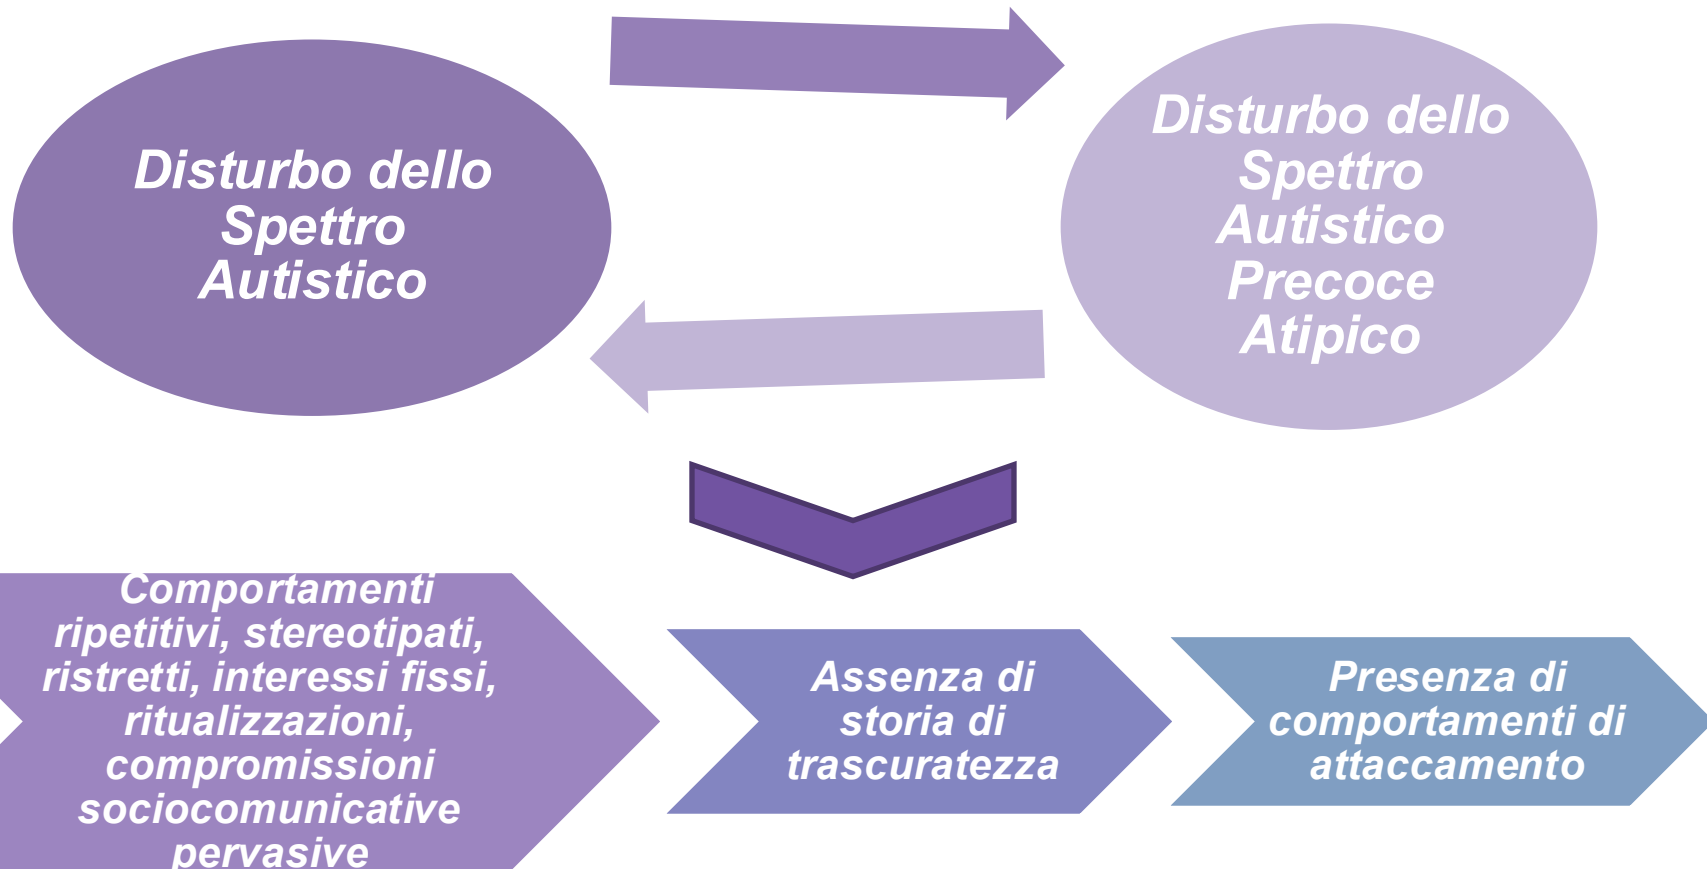 Disturbo dello
Spettro
Autistico
Disturbo dello
Spettro
Autistico
Precoce
Atipico
Comportamenti
ripetitivi, stereotipati,
ristretti, interessi fissi,
ritualizzazioni,
compromissioni
sociocomunicative
pervasive
Assenza di
storia di
trascuratezza
Presenza di
comportamenti di
attaccamento